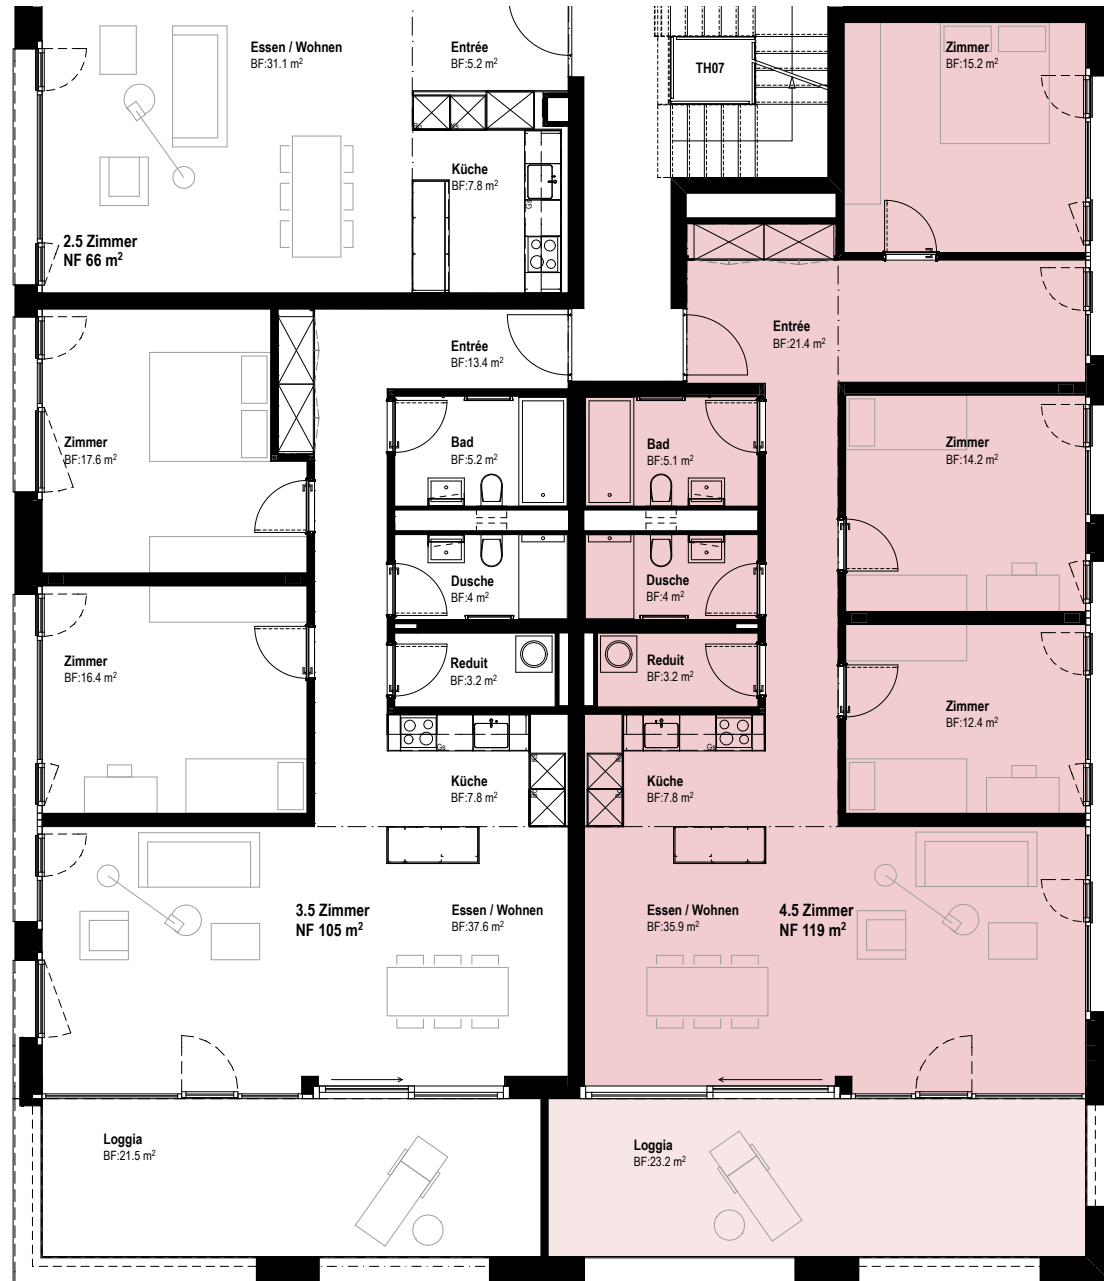 Essen / Wohnen
BF:31.1 m²
Entrée
BF:5.2 m²
TH07
Zimmer
BF:15.2 m²
Küche
BF:7.8 m²
Gs
2.5 Zimmer
NF 66 m²
Entrée
BF:13.4 m²
Entrée
BF:21.4 m²
Zimmer
BF:17.6 m²
Bad
BF:5.2 m²
Bad
BF:5.1 m²
Zimmer
BF:14.2 m²
Dusche
BF:4 m²
Dusche
BF:4 m²
Zimmer
BF:16.4 m²
Reduit
BF:3.2 m²
Reduit
BF:3.2 m²
Zimmer
BF:12.4 m²
Gs
Gs
Küche
BF:7.8 m²
Küche
BF:7.8 m²
3.5 Zimmer
NF 105 m²
Essen / Wohnen
BF:37.6 m²
Essen / Wohnen
BF:35.9 m²
4.5 Zimmer
NF 119 m²
Loggia
BF:21.5 m²
Loggia
BF:23.2 m²